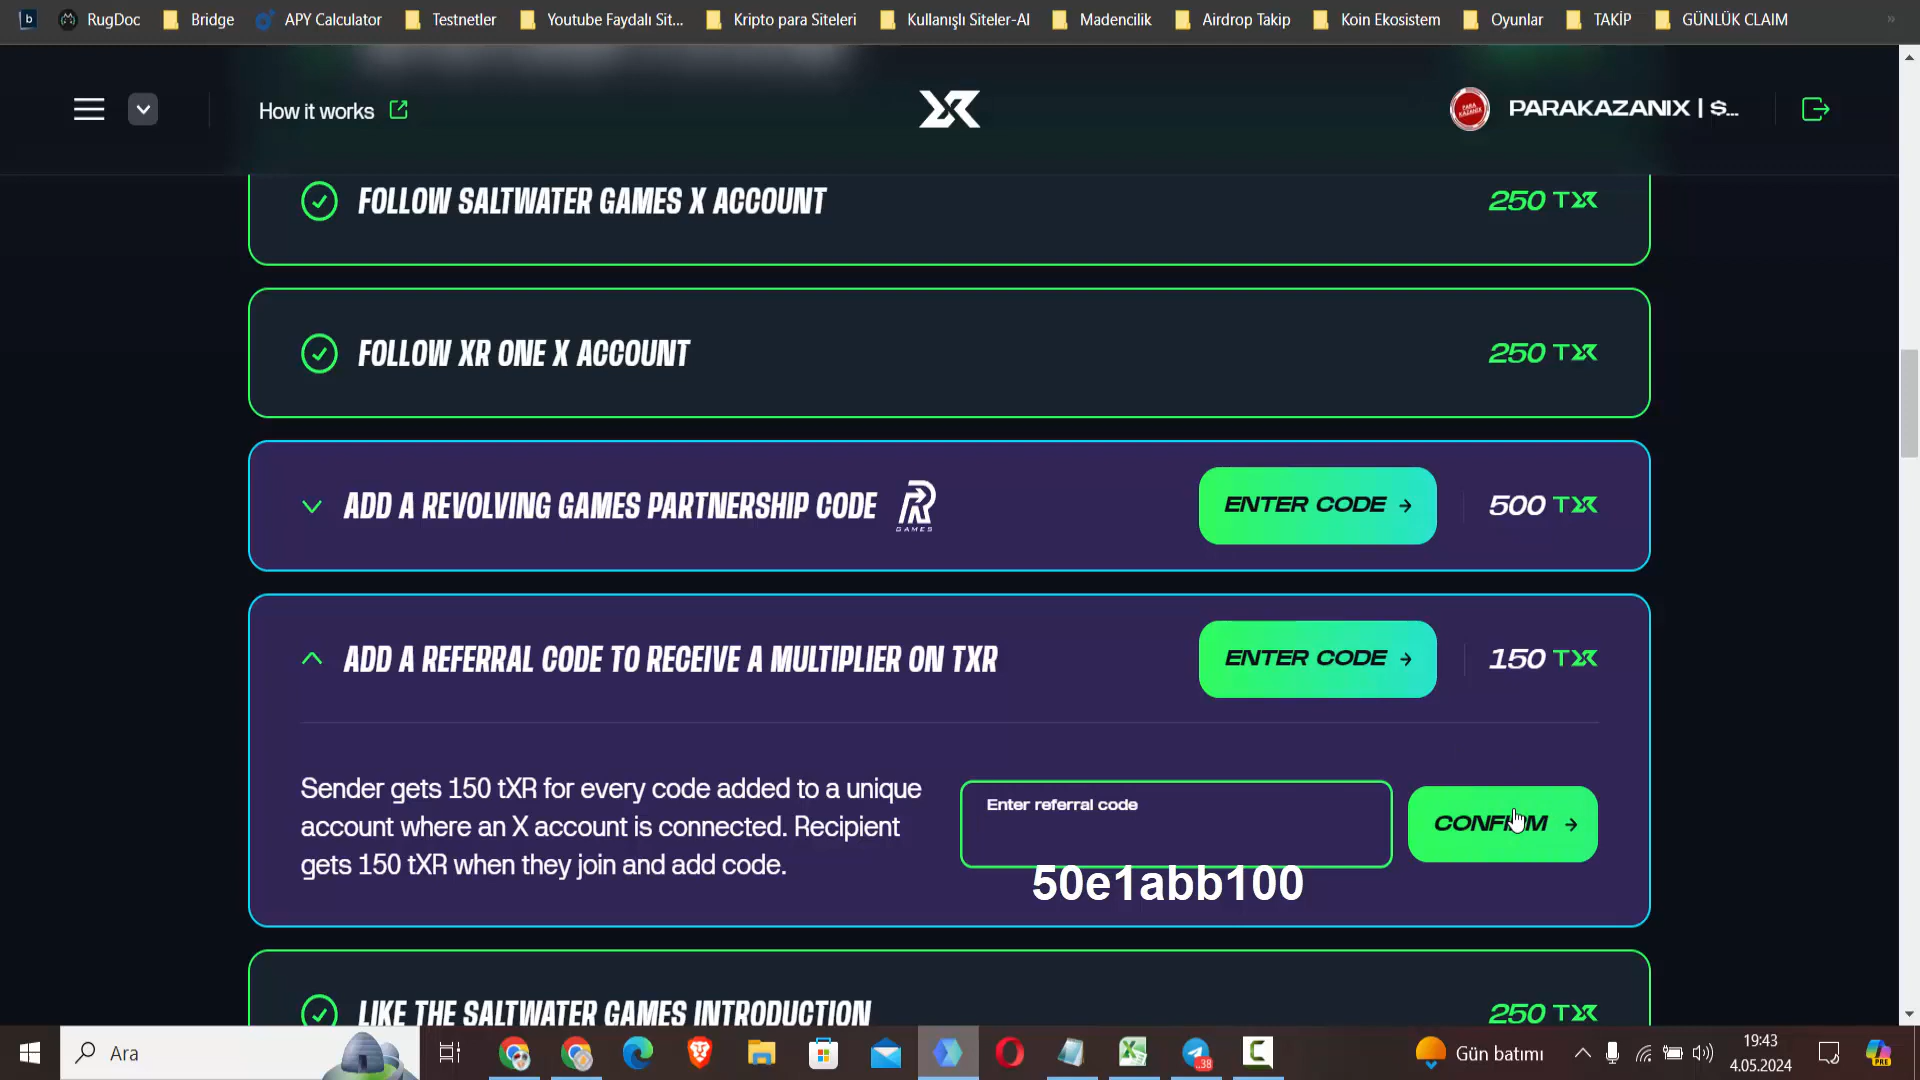 RugDoc
Bridge
APY Calculator
Testnetler
Youtube Faydalı Sit...
Kripto para Siteleri
Kullanışlı Siteler-AI
Madencilik
Airdrop Takip
Koin Ekosistem
Oyunlar
TAKİP
GÜNLÜK CLAIM
How it works
XR
PARAKAZANIX | $...
FOLLOW SALTWATER GAMES X ACCOUNT
250 TXR
FOLLOW XR ONE X ACCOUNT
250 TXR
ADD A REVOLVING GAMES PARTNERSHIP CODE
R GAMES
ENTER CODE
500 TXR
ADD A REFERRAL CODE TO RECEIVE A MULTIPLIER ON TXR
ENTER CODE
150 TXR
Sender gets 150 tXR for every code added to a unique
account where an X account is connected. Recipient
gets 150 tXR when they join and add code.
Enter referral code
CONFIRM
50e1abb100
LIKE THE SALTWATER GAMES INTRODUCTION
250 TXR
Ara
Gün batımı
19:43
4.05.2024